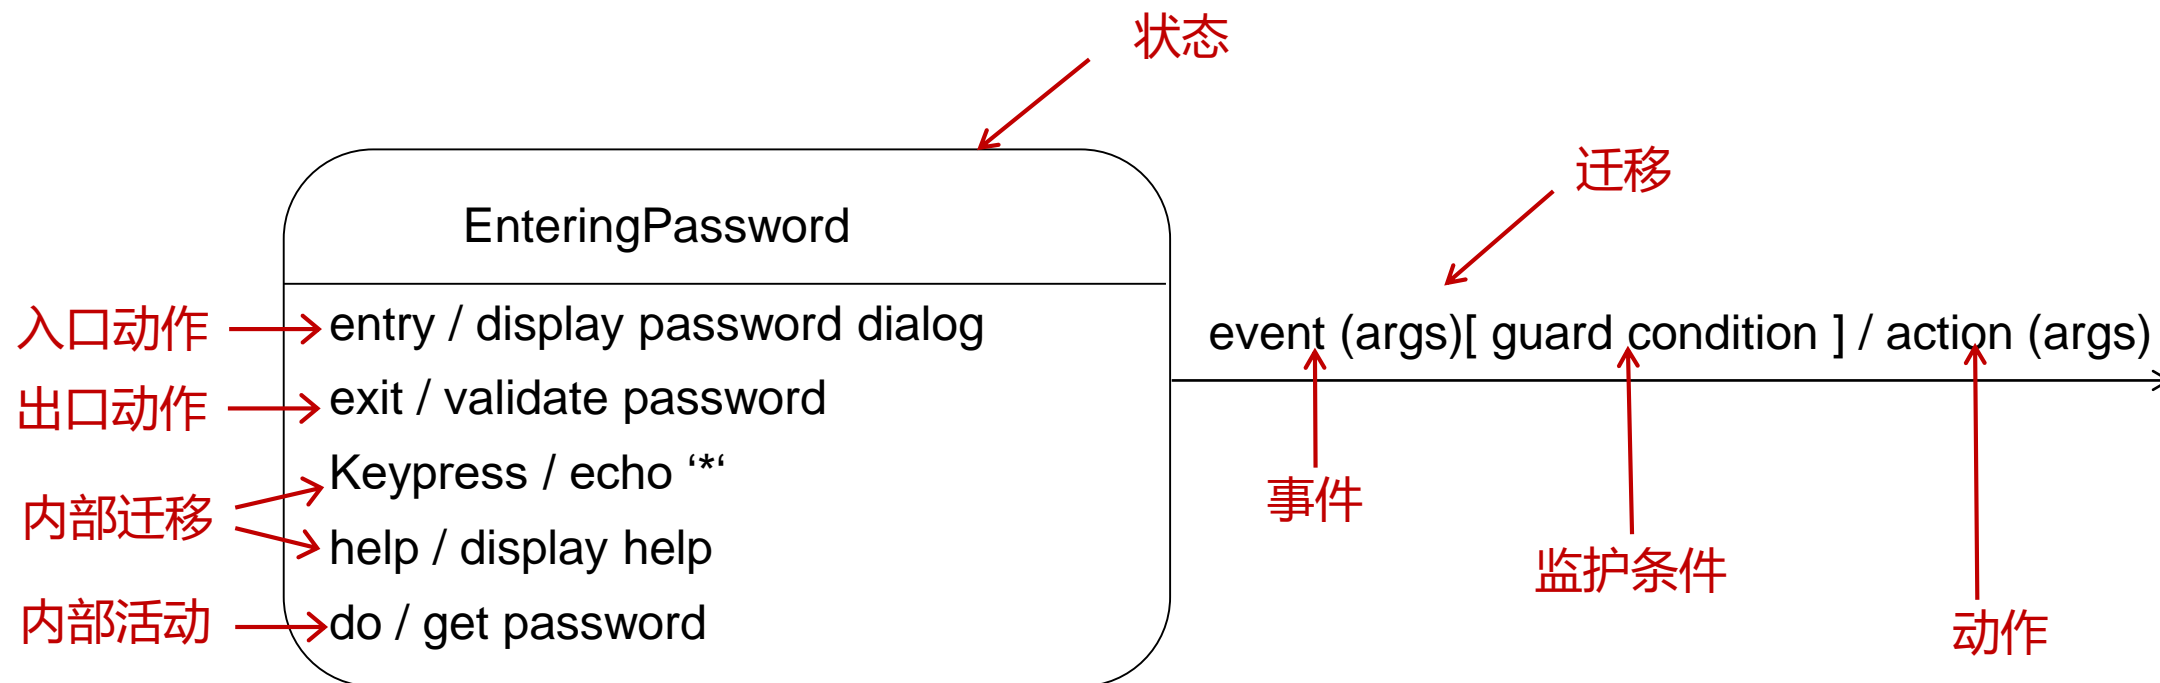 状态
迁移
EnteringPassword
入口动作
entry / display password dialog
event (args)[ guard condition ] / action (args)
出口动作
exit / validate password
Keypress / echo ‘*‘
事件
内部迁移
help / display help
监护条件
内部活动
do / get password
动作